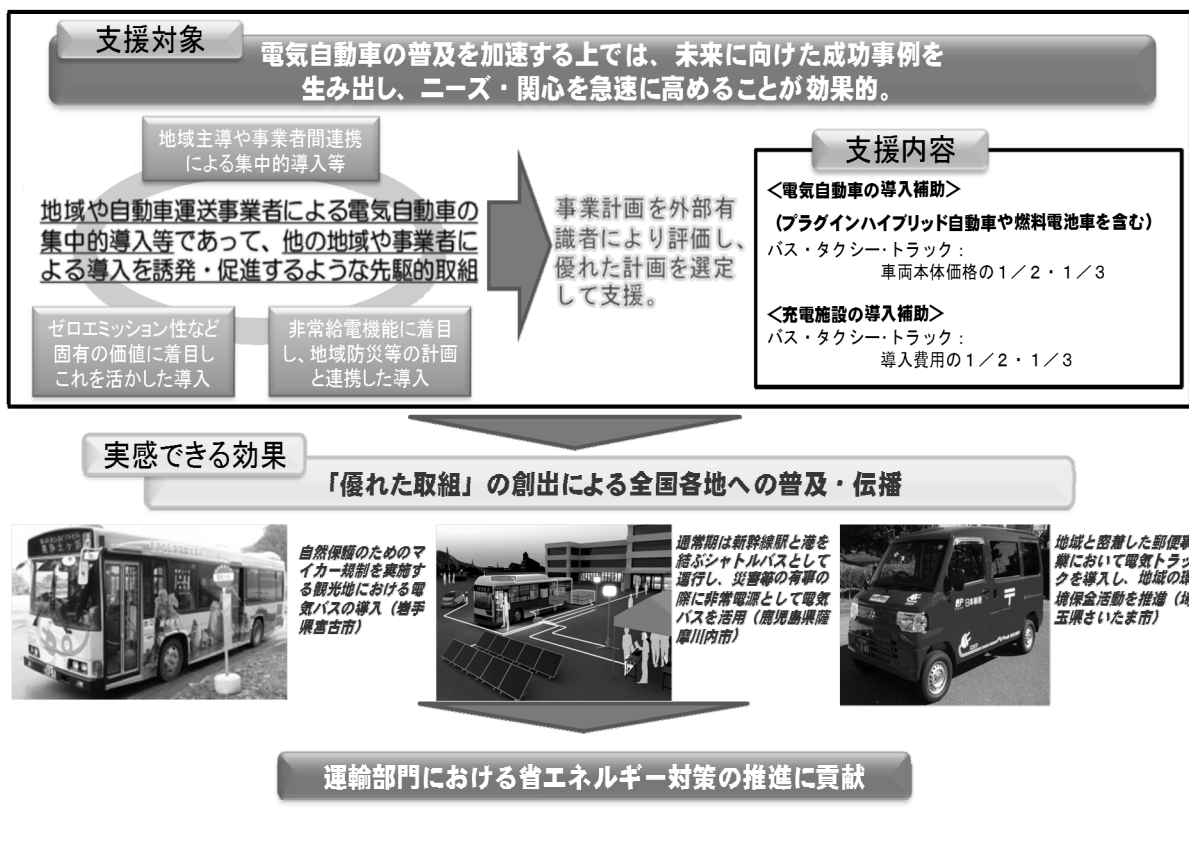 支援対象
電気自動車の普及を加速する上では、未来に向けた成功事例を
生み出し、ニーズ・関心を急速に高めることが効果的。
地域主導や事業者間連携
による集中的導入等
地域や自動車運送事業者による電気自動車の
集中的導入等であって、他の地域や事業者に
よる導入を誘発・促進するような先駆的取組
ゼロエミッション性など
固有の価値に着目し
これを活かした導入
非常給電機能に着目
し、地域防災等の計画
と連携した導入
事業計画を外部有
識者により評価し、
優れた計画を選定
して支援。
支援内容
＜電気自動車の導入補助＞
（プラグインハイブリッド自動車や燃料電池車を含む）
バス・タクシー・トラック：
車両本体価格の１／２・１／３
＜充電施設の導入補助＞
バス・タクシー・トラック：
導入費用の１／２・１／３
実感できる効果
「優れた取組」の創出による全国各地への普及・伝播
自然保護のためのマ
イカー規制を実施す
る観光地における電
気バスの導入（岩手
県宮古市）
通常期は新幹線駅と港を
結ぶシャトルバスとして
運行し、災害等の有事の
際に非常電源として電気
バスを活用（鹿児島県薩
摩川内市）
日本郵便
地域と密着した郵便事
業において電気トラッ
クを導入し、地域の環
境保全活動を推進（埼
玉県さいたま市）
運輸部門における省エネルギー対策の推進に貢献